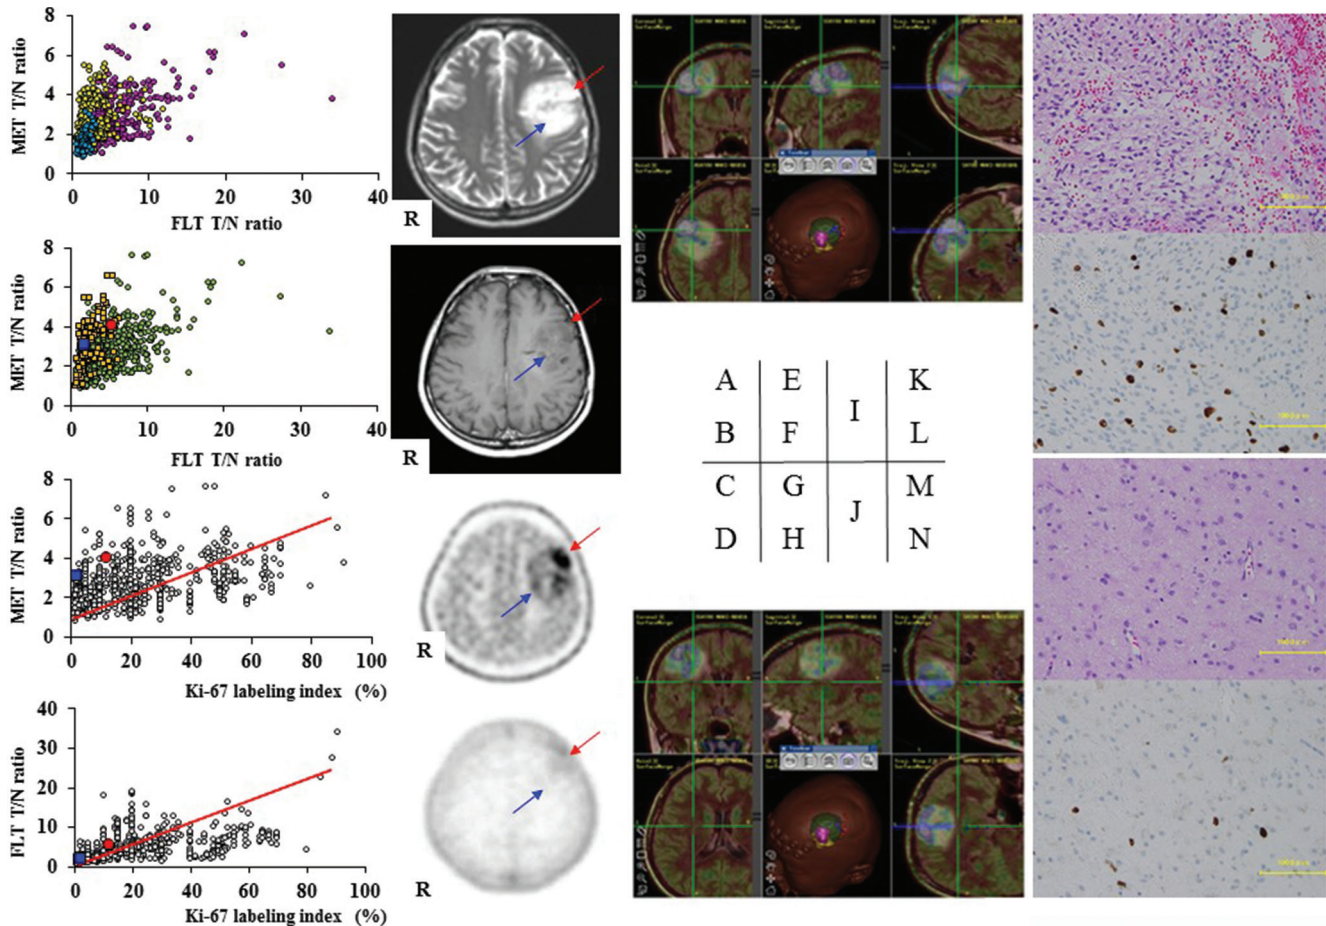 MET T/N ratio
8
6
4
2
0
0 10 20 30 40
FLT T/N ratio
MET T/N ratio
8
6
4
2
0
0 10 20 30 40
FLT T/N ratio
MET T/N ratio
8
6
4
2
0
0 20 40 60 80 100
Ki-67 labeling index (%)
FLT T/N ratio
40
30
20
10
0
0 20 40 60 80 100
Ki-67 labeling index (%)
R
R
R
R
A E I K
B F L
C G J M
D H N